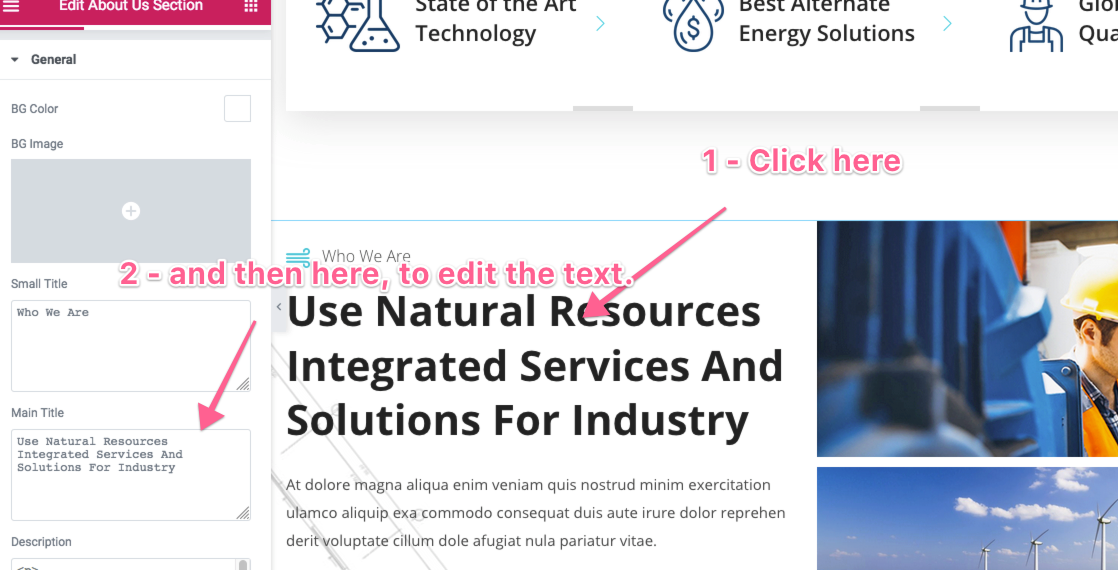 Edit About Us Section
General
BG Color
BG Image
Small Title
Who We Are
Main Title
Use Natural Resources
Integrated Services And
Solutions For Industry
Description
<p>
State of the Art
Technology
Best Alternate
Energy Solutions
1 - Click here
Who We Are
2 - and then here, to edit the text.
Use Natural Resources
Integrated Services And
Solutions For Industry
At dolore magna aliqua enim veniam quis nostrud minim exercitation
ulamco aliquip exa commodo consequat duis aute irure dolor reprehen
derit voluptate cillum dole afugiat nula pariatur vitae.